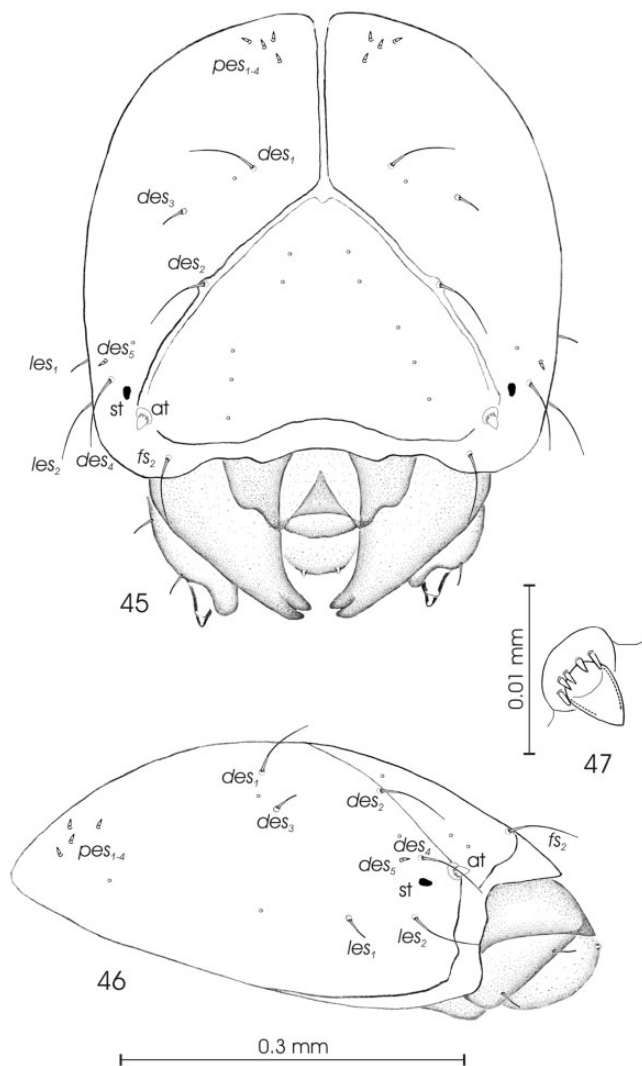 pes₁₋₄
des₁
des₃
des₂
des₅
les₁
st at
les₂ des₄ fs₂
45
0.01 mm
47
des₁
des₂
des₃
fs₂
des₄
at
pes₁₋₄
des₅
st
les₁ les₂
46
0.3 mm